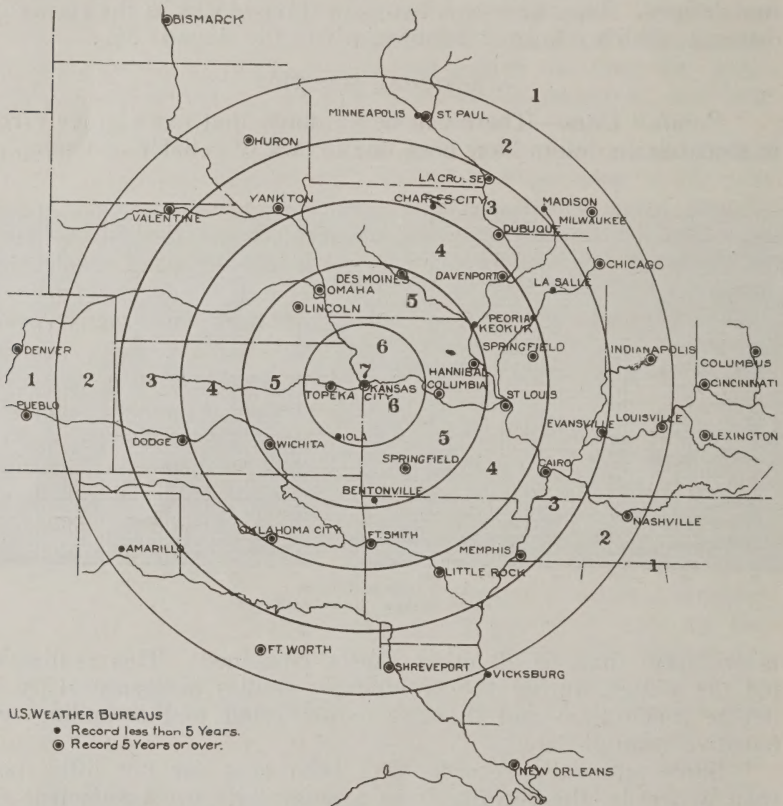 BISMARCK
1
MINNEAPOLIS
ST. PAUL
HURON
2
LA CROSSE
CHARLES CITY
3
MADISON
MILWAUKEE
VALENTINE
YANKTON
DUBUQUE
4
DES MOINES
DAVENPORT
CHICAGO
LA SALLE
OMAHA
5
LINCOLN
PEORIA
KEOKUK
6
SPRINGFIELD
DENVER
INDIANAPOLIS
COLUMBUS
1
2
3
4
5
7
HANNIBAL
COLUMBIA
CINCINNATI
TOPEKA
KANSAS CITY
6
ST LOUIS
PUEBLO
DODGE
WICHITA
IOLA
5
EVANSVILLE
LOUISVILLE
LEXINGTON
SPRINGFIELD
4
CAIRO
BENTONVILLE
3
NASHVILLE
OKLAHOMA CITY
FT. SMITH
2
AMARILLO
MEMPHIS
1
LITTLE ROCK
FT. WORTH
SHREVEPORT
VICKSBURG
U.S. WEATHER BUREAUS
Record less than 5 Years.
Record 5 Years or over.
NEW ORLEANS